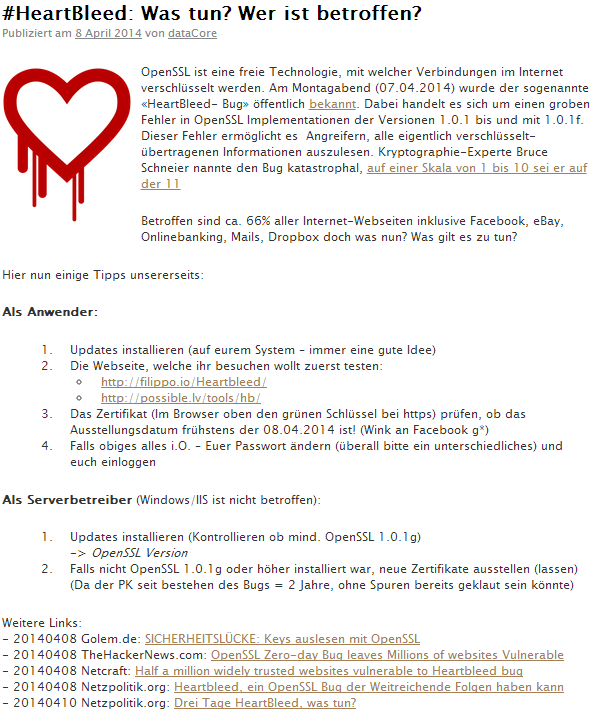 #HeartBleed: Was tun? Wer ist betroffen?
Publiziert am 8 April 2014 von dataCore
OpenSSL ist eine freie Technologie, mit welcher Verbindungen im Internet
verschlüsselt werden. Am Montagabend (07.04.2014) wurde der sogenannte
«HeartBleed- Bug» öffentlich bekannt. Dabei handelt es sich um einen groben
Fehler in OpenSSL Implementationen der Versionen 1.0.1 bis und mit 1.0.1f.
Dieser Fehler ermöglicht es Angreifern, alle eigentlich verschlüsselt-
übertragenen Informationen auszulesen. Kryptographie-Experte Bruce
Schneier nannte den Bug katastrophal, auf einer Skala von 1 bis 10 sei er auf
der 11
Betroffen sind ca. 66% aller Internet-Webseiten inklusive Facebook, eBay,
Onlinebanking, Mails, Dropbox doch was nun? Was gilt es zu tun?
Hier nun einige Tipps unsererseits:
Als Anwender:
1. Updates installieren (auf eurem System – immer eine gute Idee)
2. Die Webseite, welche ihr besuchen wollt zuerst testen:
○ http://filippo.io/Heartbleed/
○ http://possible.lv/tools/hb/
3. Das Zertifikat (Im Browser oben den grünen Schlüssel bei https) prüfen, ob das
Ausstellungsdatum frühstens der 08.04.2014 ist! (Wink an Facebook g*)
4. Falls obiges alles i.O. – Euer Passwort ändern (überall bitte ein unterschiedliches) und
euch einloggen
Als Serverbetreiber (Windows/IIS ist nicht betroffen):
1. Updates installieren (Kontrollieren ob mind. OpenSSL 1.0.1g)
-> OpenSSL Version
2. Falls nicht OpenSSL 1.0.1g oder höher installiert war, neue Zertifikate ausstellen (lassen)
(Da der PK seit bestehen des Bugs = 2 Jahre, ohne Spuren bereits geklaut sein könnte)
Weitere Links:
- 20140408 Golem.de: SICHERHEITSLÜCKE: Keys auslesen mit OpenSSL
- 20140408 TheHackerNews.com: OpenSSL Zero-day Bug leaves Millions of websites Vulnerable
- 20140408 Netcraft: Half a million widely trusted websites vulnerable to Heartbleed bug
- 20140408 Netzpolitik.org: Heartbleed, ein OpenSSL Bug der Weitreichende Folgen haben kann
- 20140410 Netzpolitik.org: Drei Tage HeartBleed, was tun?